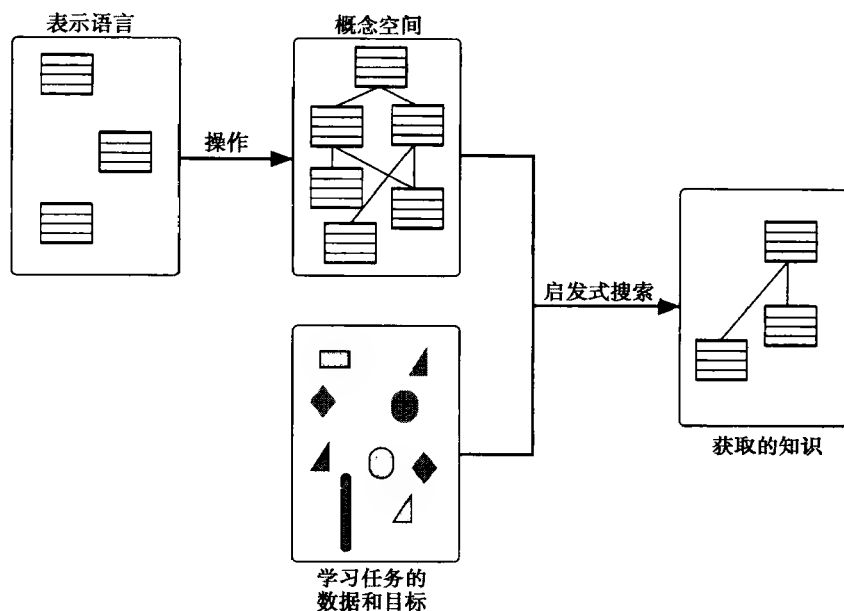 表示语言
概念空间
操作
启发式搜索
获取的知识
学习任务的
数据和目标